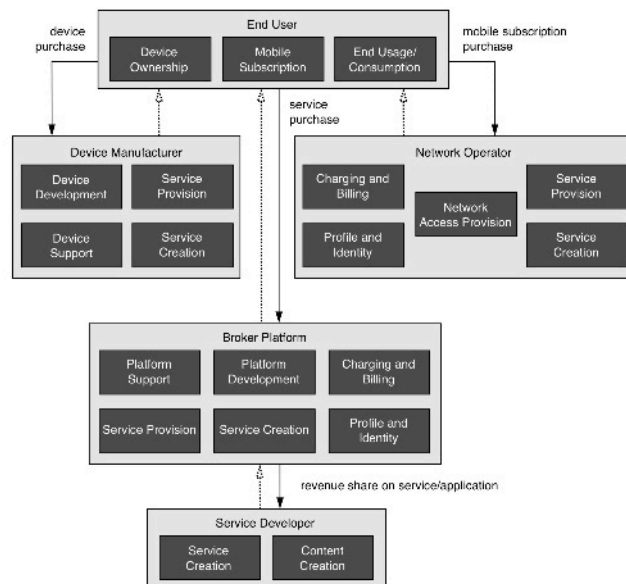 End User
device
purchase
Device
Ownership
Mobile
Subscription
End Usage/
Consumption
mobile subscription
purchase
service
purchase
Device Manufacturer
Device
Development
Service
Provision
Device
Support
Service
Creation
Network Operator
Charging and
Billing
Network
Access Provision
Service
Provision
Profile and
Identity
Service
Creation
Broker Platform
Platform
Support
Platform
Development
Charging and
Billing
Service Provision
Service Creation
Profile and
Identity
revenue share on service/application
Service Developer
Service
Creation
Content
Creation